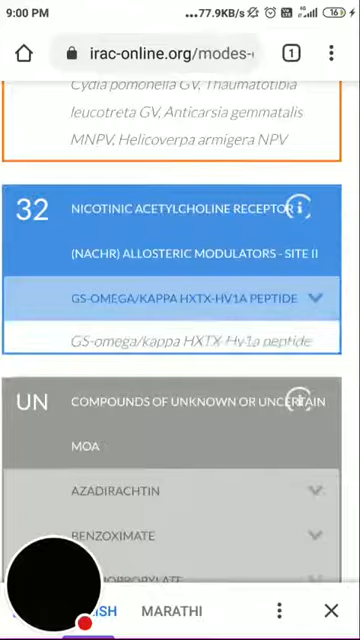 9:00 PM ...77.9KB/s 4G 16
irac-online.org/modes- 1
Cydia pomonella GV, Thaumatotibia
leucotreta GV, Anticarsia gemmatalis
MNPV, Helicoverpa armigera NPV
32 NICOTINIC ACETYLCHOLINE RECEPTOR
(NACHR) ALLOSTERIC MODULATORS - SITE II
GS-OMEGA/KAPPA HXTX-HV1A PEPTIDE
GS-omega/kappa HXTX-Hv1a peptide
UN COMPOUNDS OF UNKNOWN OR UNCERTAIN
MOA
AZADIRACHTIN
BENZOXIMATE
MARATHI